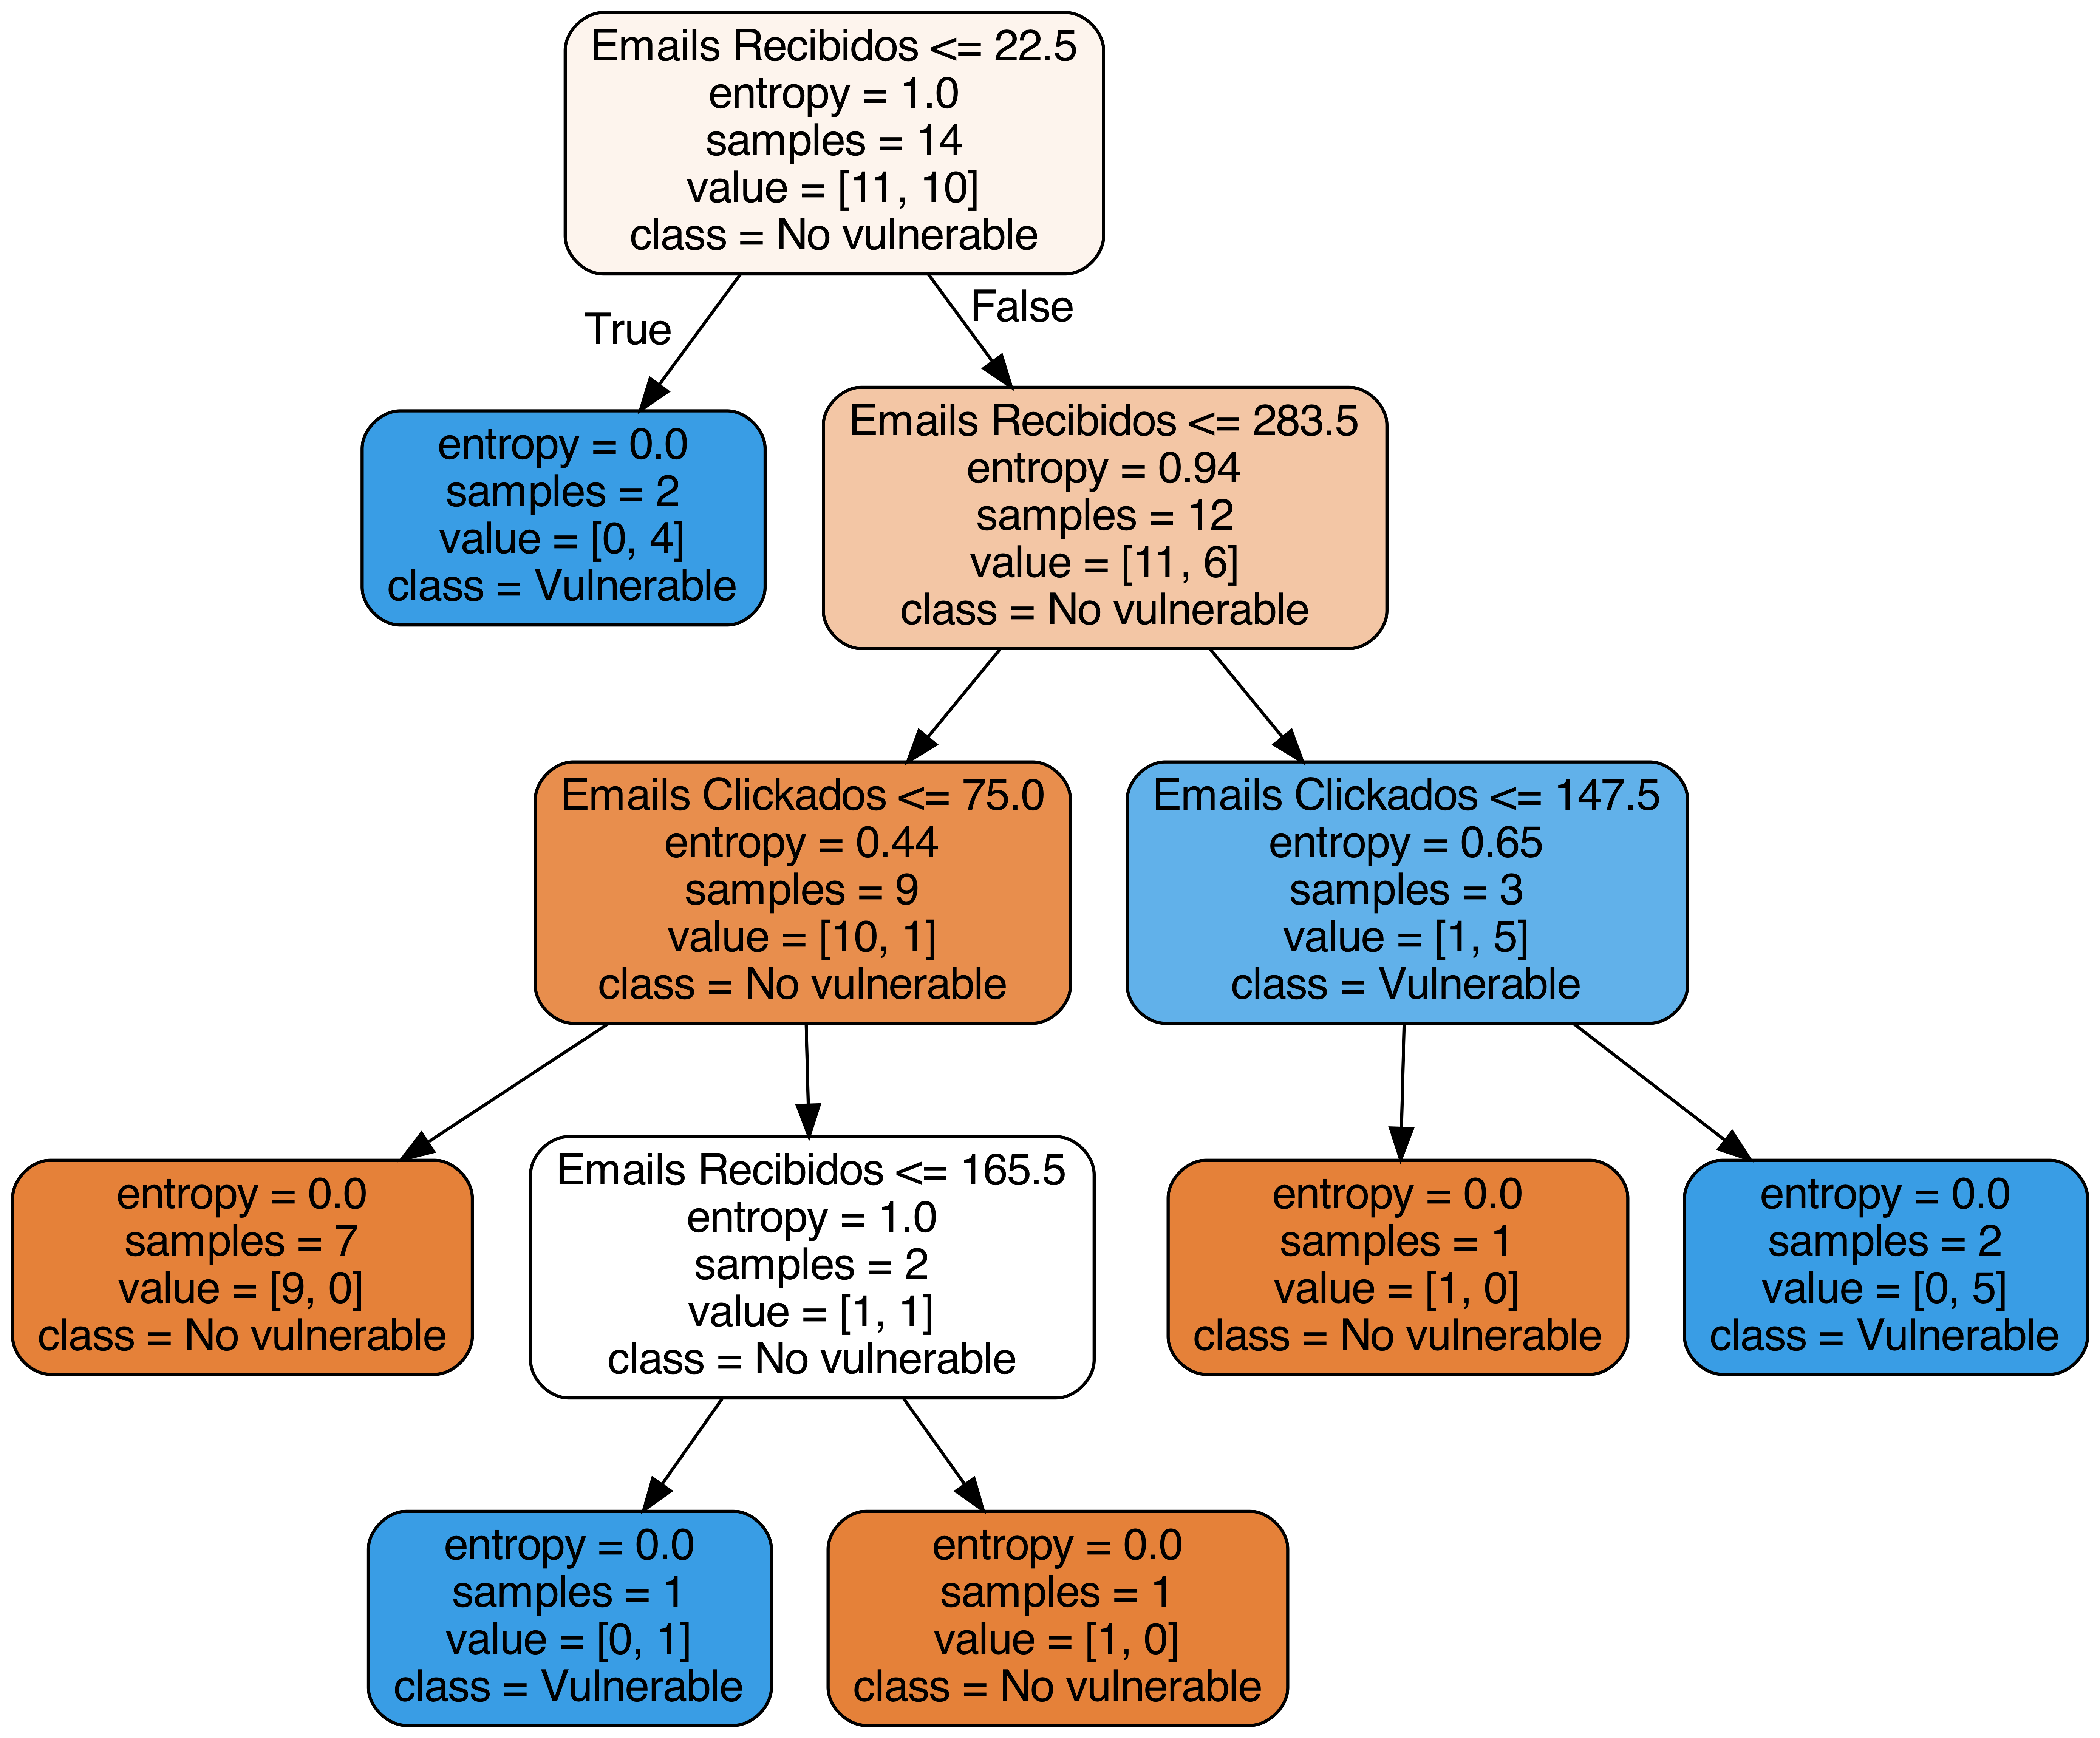 Emails Recibidos <= 22.5
entropy = 1.0
samples = 14
value = [11, 10]
class = No vulnerable
True
False
entropy = 0.0
samples = 2
value = [0, 4]
class = Vulnerable
Emails Recibidos <= 283.5
entropy = 0.94
samples = 12
value = [11, 6]
class = No vulnerable
Emails Clickados <= 75.0
entropy = 0.44
samples = 9
value = [10, 1]
class = No vulnerable
Emails Clickados <= 147.5
entropy = 0.65
samples = 3
value = [1, 5]
class = Vulnerable
entropy = 0.0
samples = 7
value = [9, 0]
class = No vulnerable
Emails Recibidos <= 165.5
entropy = 1.0
samples = 2
value = [1, 1]
class = No vulnerable
entropy = 0.0
samples = 1
value = [1, 0]
class = No vulnerable
entropy = 0.0
samples = 2
value = [0, 5]
class = Vulnerable
entropy = 0.0
samples = 1
value = [0, 1]
class = Vulnerable
entropy = 0.0
samples = 1
value = [1, 0]
class = No vulnerable